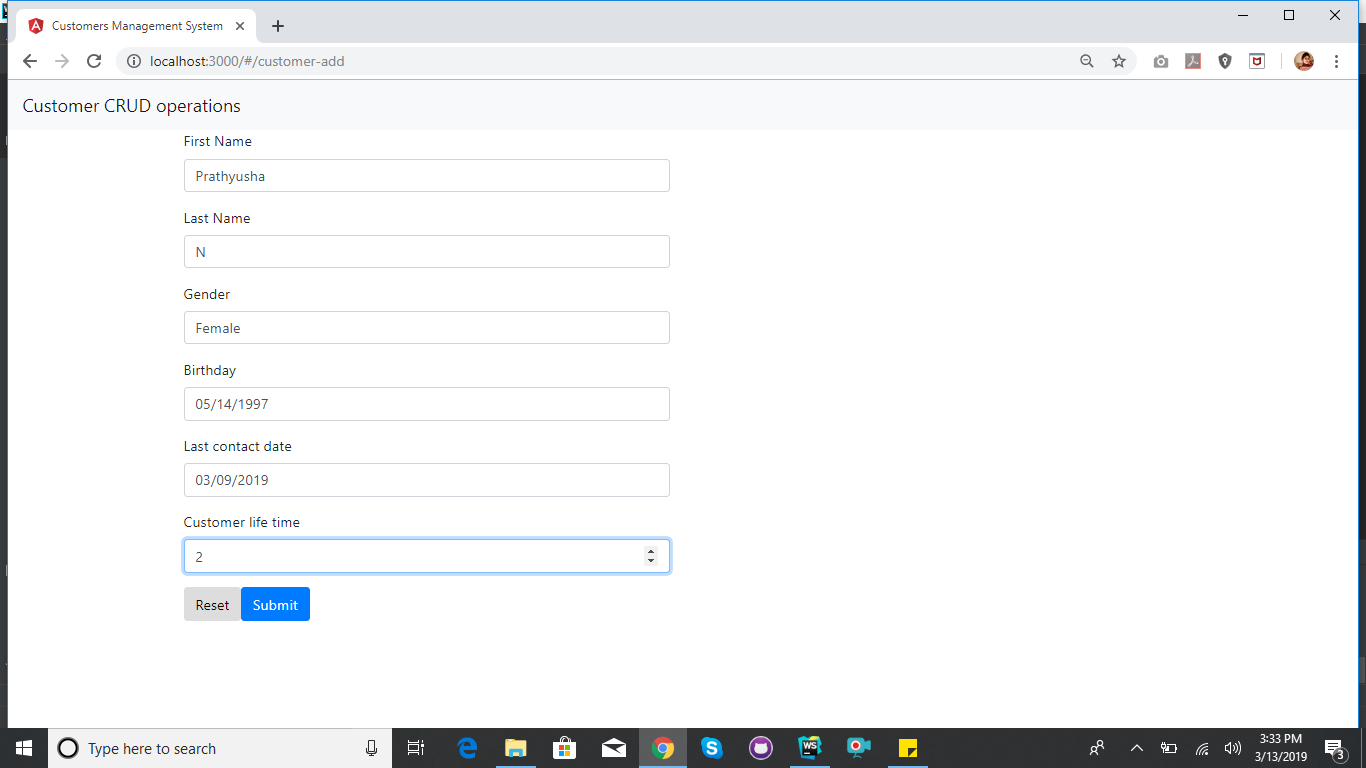 Customers Management System
localhost:3000/#/customer-add
Customer CRUD operations
First Name
Prathyusha
Last Name
N
Gender
Female
Birthday
05/14/1997
Last contact date
03/09/2019
Customer life time
2
Reset Submit
Type here to search
WS
3:33 PM
3/13/2019
3